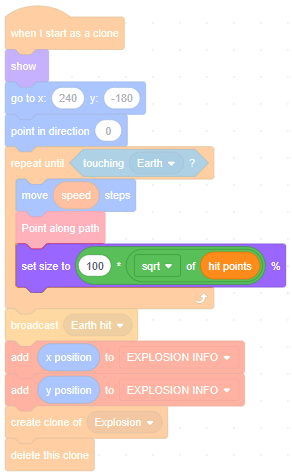 when I start as a clone
show
go to x: 240 y: -180
point in direction 0
repeat until touching Earth ?
move speed steps
Point along path
set size to 100 * sqrt of hit points %
broadcast Earth hit
add x position to EXPLOSION INFO
add y position to EXPLOSION INFO
create clone of Explosion
delete this clone